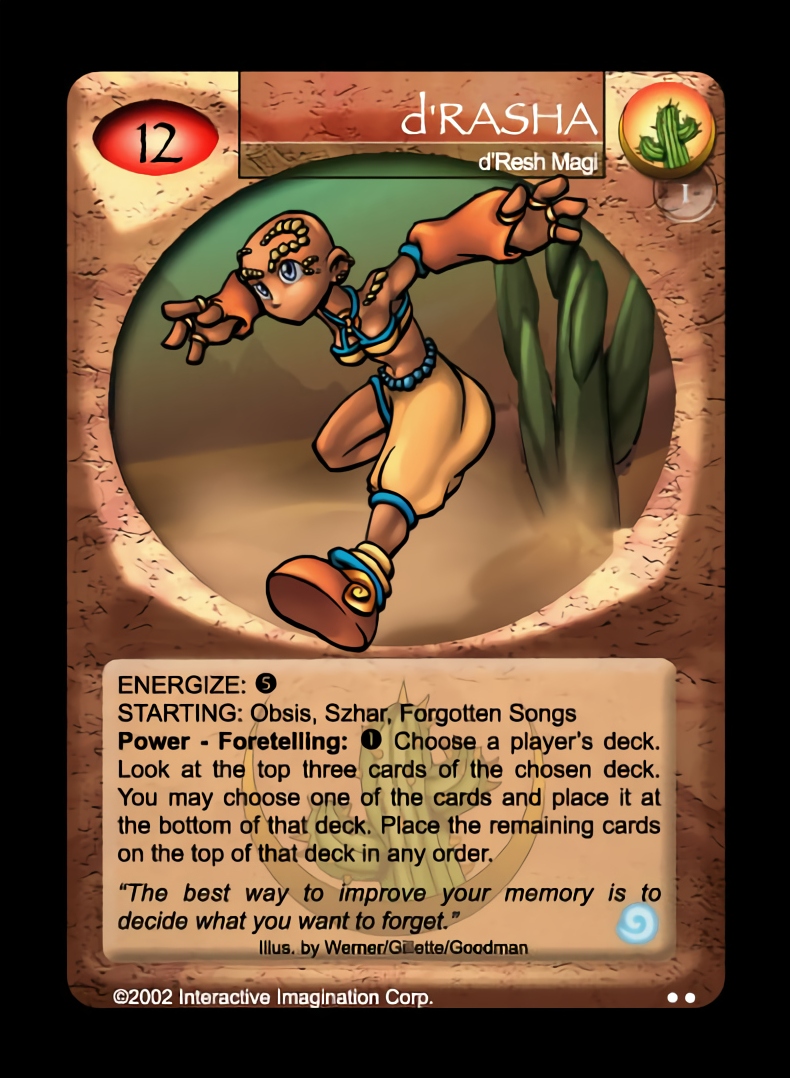 12
d'RASHA
d'Resh Magi
I
ENERGIZE: 5
STARTING: Obsis, Szhar, Forgotten Songs
Power - Foretelling: 1 Choose a player's deck.
Look at the top three cards of the chosen deck.
You may choose one of the cards and place it at
the bottom of that deck. Place the remaining cards
on the top of that deck in any order.
“The best way to improve your memory is to
decide what you want to forget.”
Illus. by Werner/Gillette/Goodman
©2002 Interactive Imagination Corp.